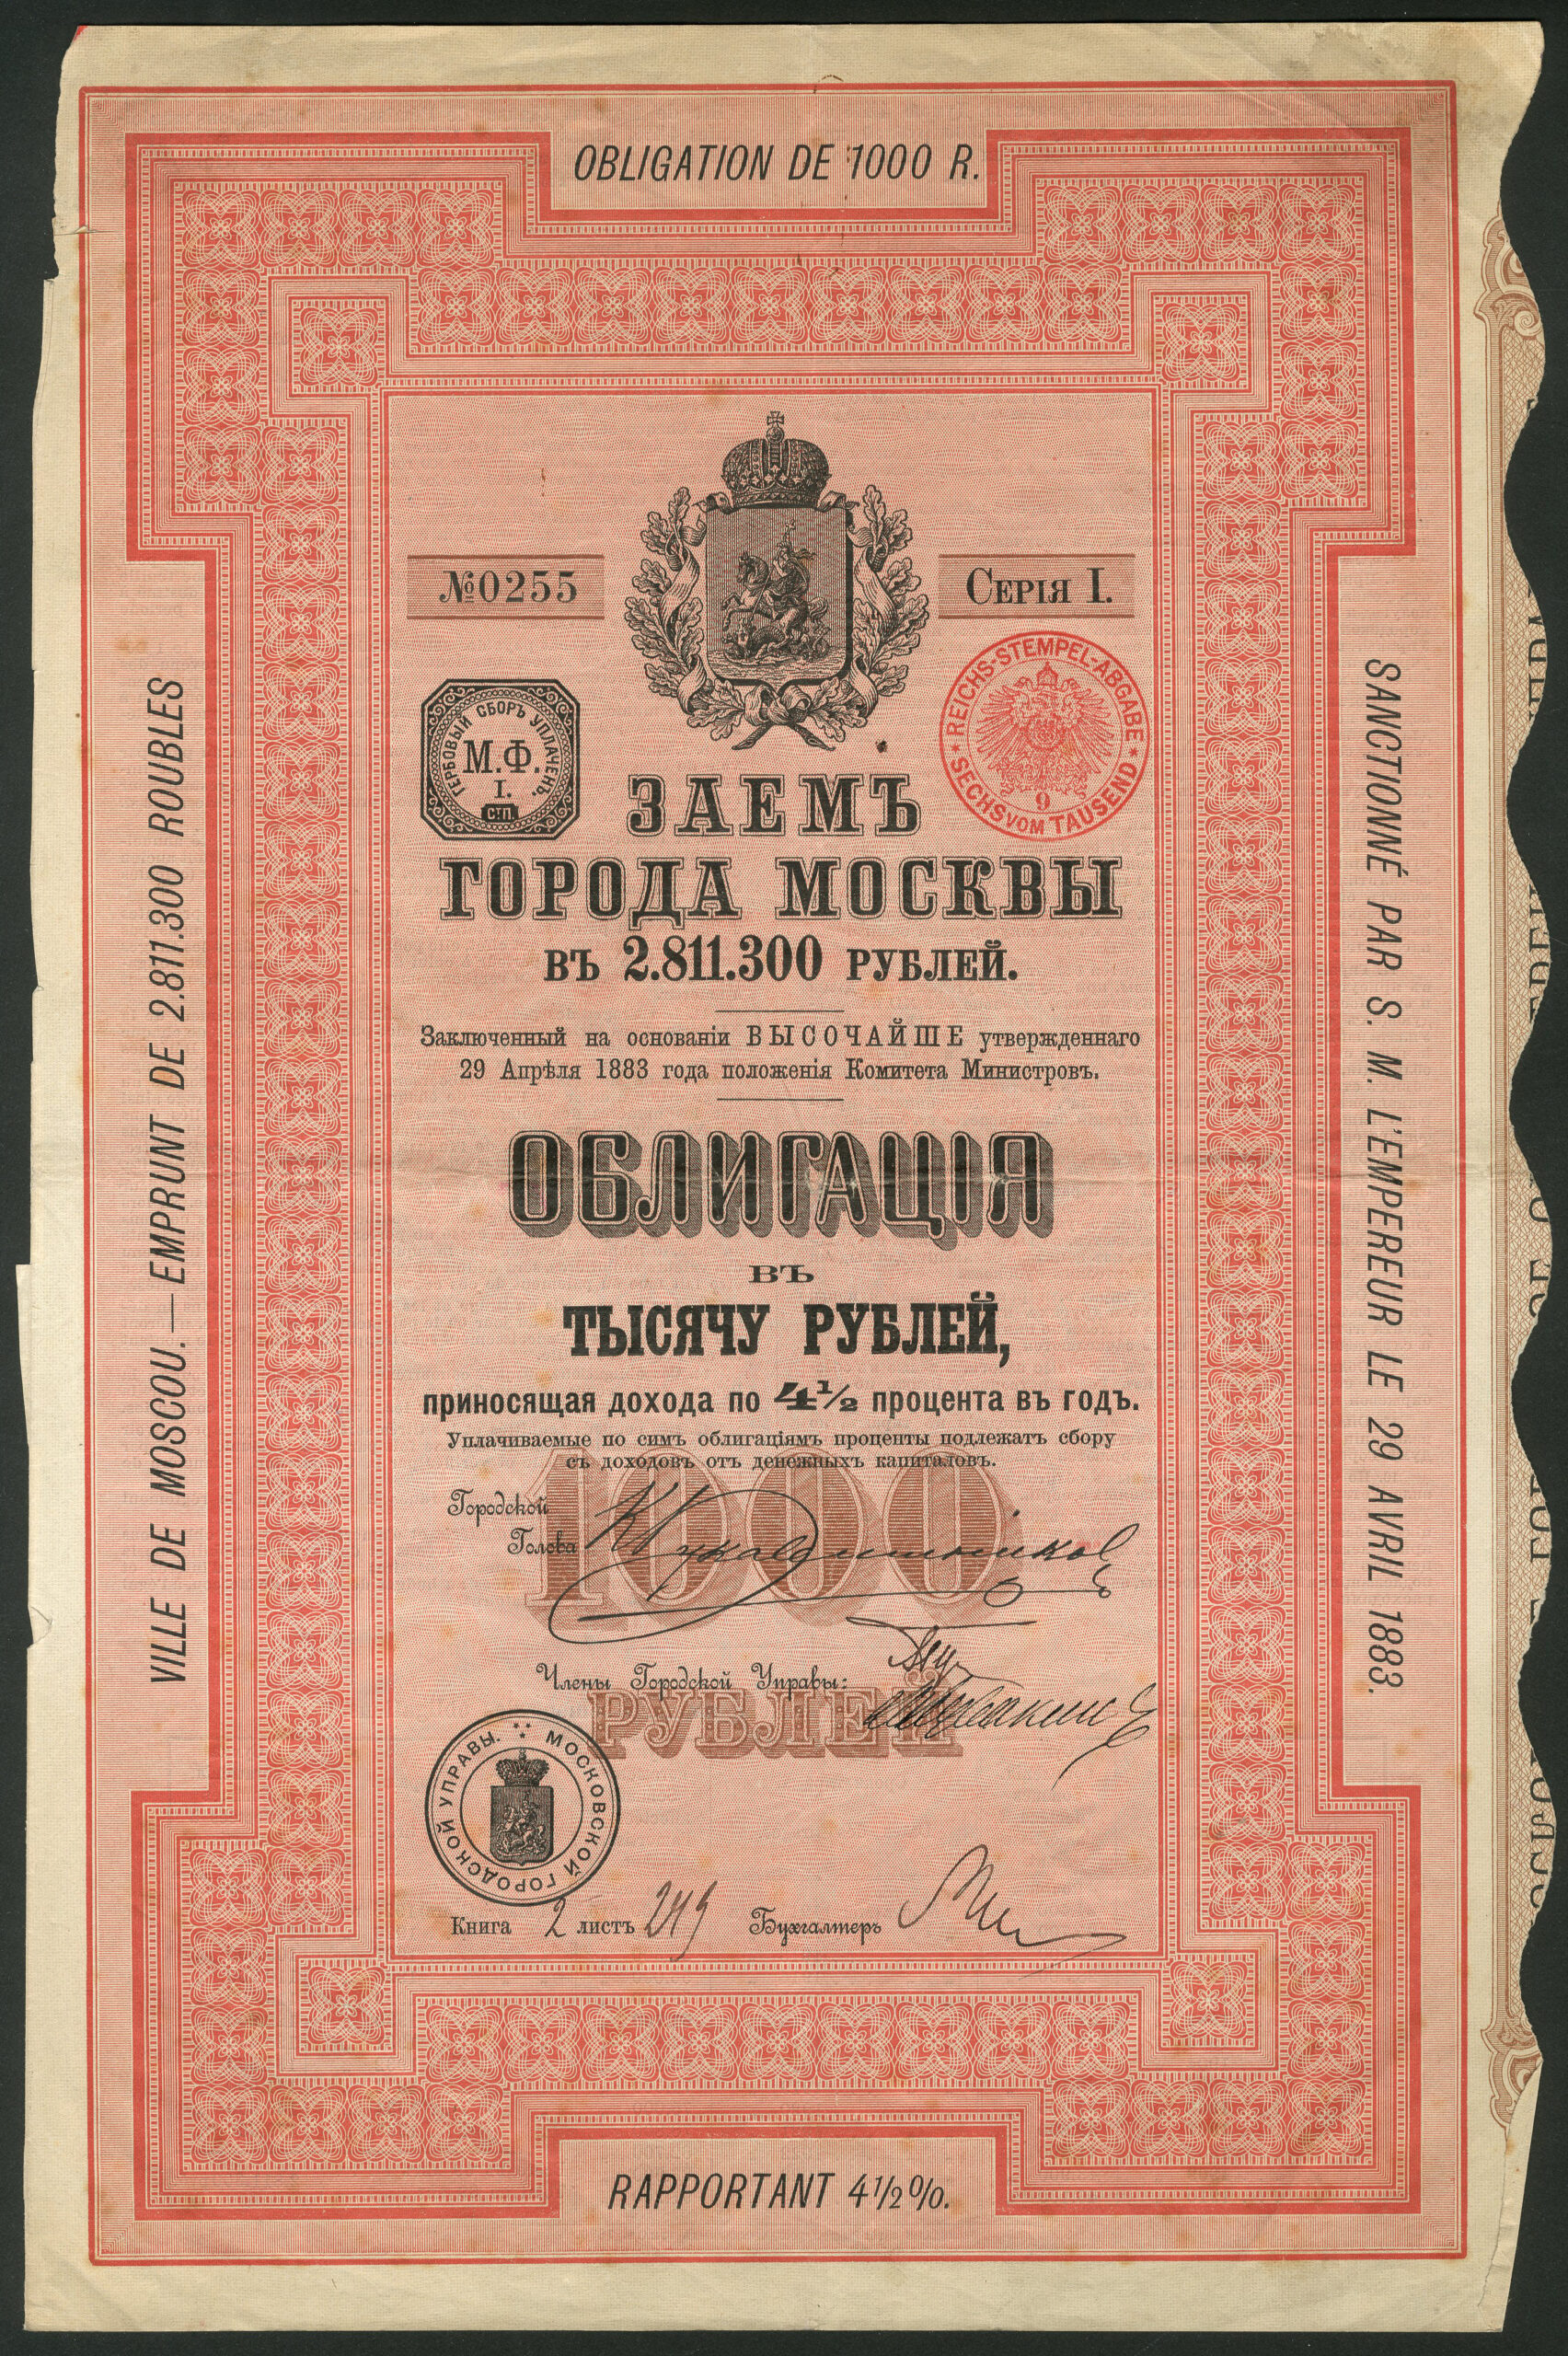 OBLIGATION DE 1000 R.
VILLE DE MOSCOU. — EMPRUNT DE 2.811.300 ROUBLES
SANCTIONNÉ PAR S. M. L'EMPEREUR LE 29 AVRIL 1883.
№0255
СЕРІЯ I.
ГЕРБОВЫЙ СБОРЪ УПЛАЧЕНЪ.
М.Ф.
I.
С.П.
REICHS-STEMPEL-ABGABE
SECHS VOM TAUSEND
9
ЗАЕМЪ
ГОРОДА МОСКВЫ
ВЪ 2.811.300 РУБЛЕЙ.
Заключенный на основаніи ВЫСОЧАЙШЕ утвержденнаго
29 Апрѣля 1883 года положенія Комитета Министровъ.
ОБЛИГАЦІЯ
ВЪ
ТЫСЯЧУ РУБЛЕЙ,
приносящая дохода по 4½ процента въ годъ.
Уплачиваемые по симъ облигаціямъ проценты подлежатъ сбору
съ доходовъ отъ денежныхъ капиталовъ.
1000
Городской
Голова
Члены Городской Управы:
РУБЛЕЙ
МОСКОВСКОЙ ГОРОДСКОЙ УПРАВЫ.
Книга 2 листъ 249 Бухгалтеръ
RAPPORTANT 4½%.